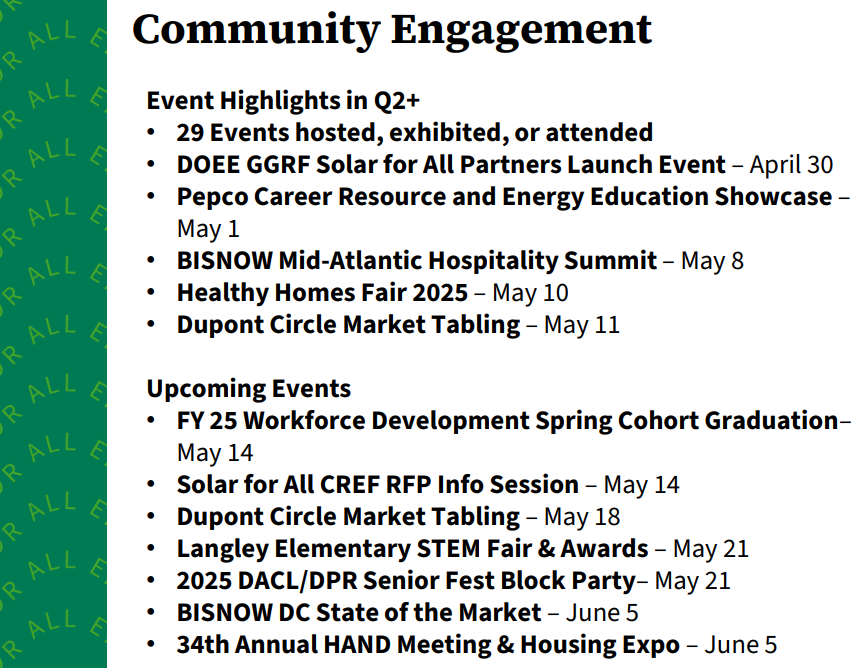 Community Engagement
Event Highlights in Q2+
• 29 Events hosted, exhibited, or attended
• DOEE GGRF Solar for All Partners Launch Event – April 30
• Pepco Career Resource and Energy Education Showcase –
May 1
• BISNOW Mid-Atlantic Hospitality Summit – May 8
• Healthy Homes Fair 2025 – May 10
• Dupont Circle Market Tabling – May 11
Upcoming Events
• FY 25 Workforce Development Spring Cohort Graduation–
May 14
• Solar for All CREF RFP Info Session – May 14
• Dupont Circle Market Tabling – May 18
• Langley Elementary STEM Fair & Awards – May 21
• 2025 DACL/DPR Senior Fest Block Party– May 21
• BISNOW DC State of the Market – June 5
• 34th Annual HAND Meeting & Housing Expo – June 5